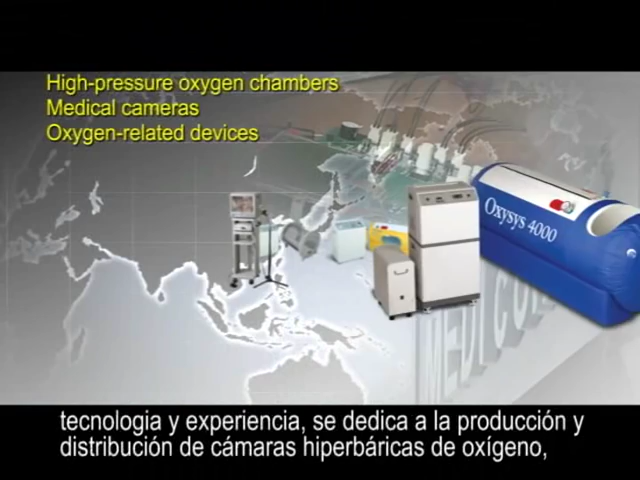 High-pressure oxygen chambers
Medical cameras
Oxygen-related devices
Oxysys 4000
tecnologia y experiencia, se dedica a la producción y
distribución de cámaras hiperbáricas de oxígeno,